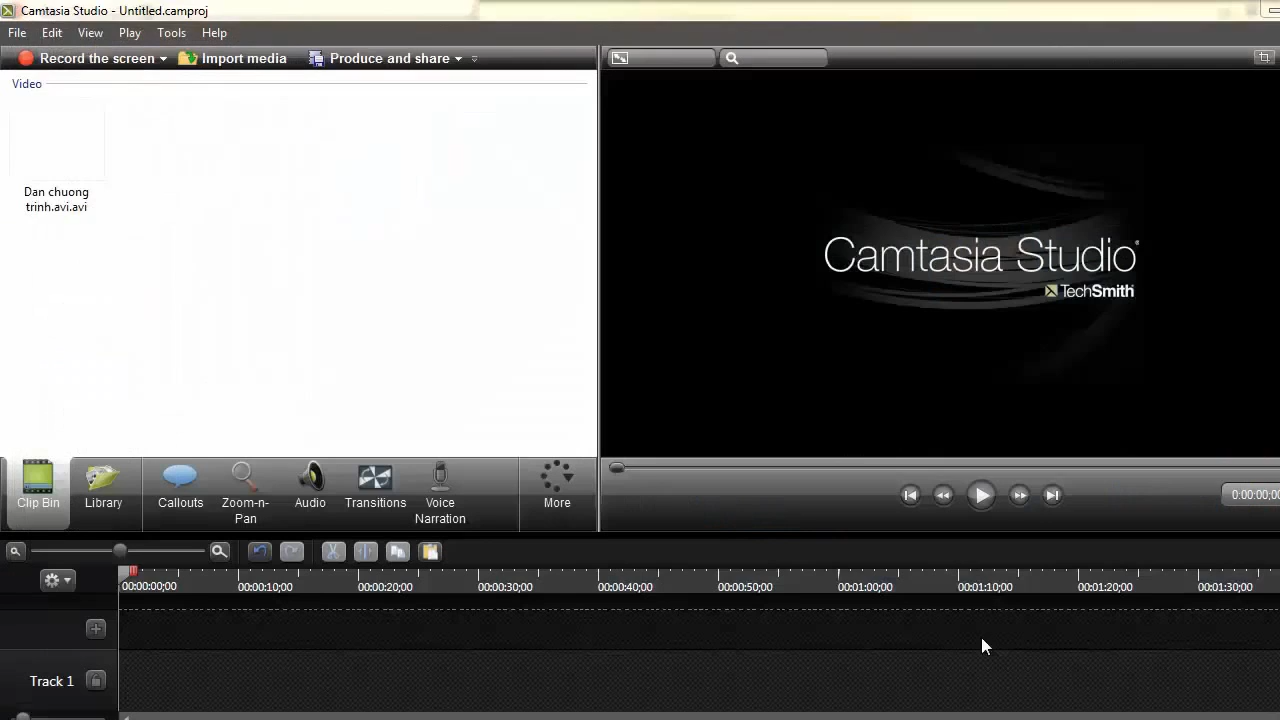 Camtasia Studio - Untitled.camproj
File Edit View Play Tools Help
Record the screen Import media Produce and share
Video
Dan chuong
trinh.avi.avi
Camtasia Studio®
TechSmith
Clip Bin Library Callouts Zoom-n- Audio Transitions Voice More
Pan Narration
0:00:00;00
00:00:00;00 00:00:10;00 00:00:20;00 00:00:30;00 00:00:40;00 00:00:50;00 00:01:00;00 00:01:10;00 00:01:20;00 00:01:30;00
Track 1